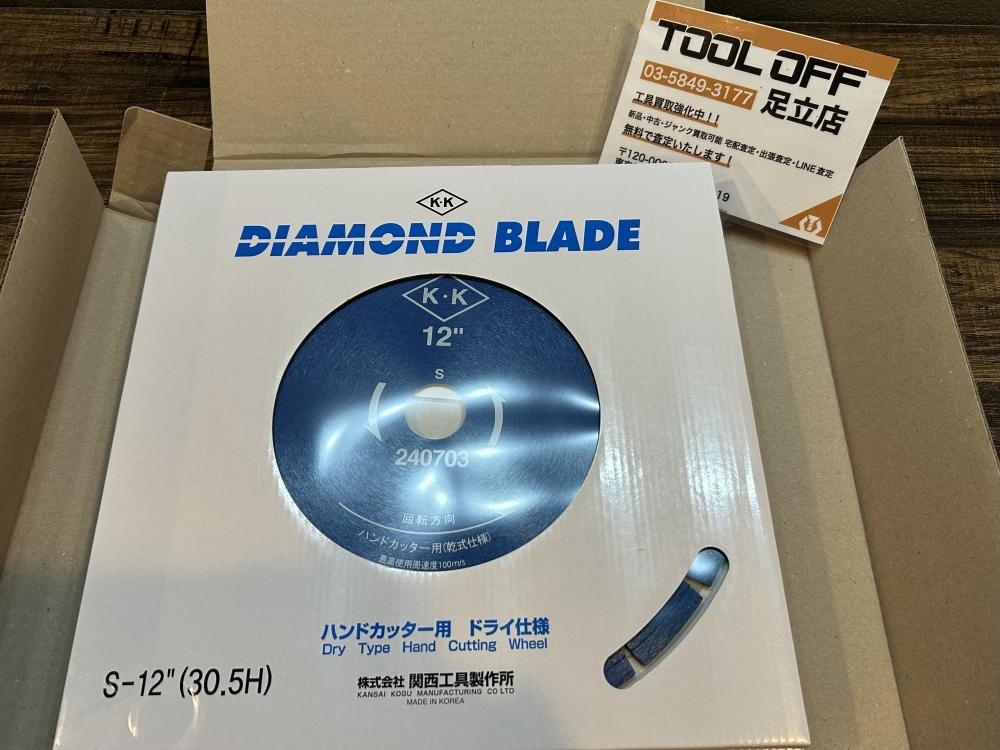 TOOL OFF
03-5849-3177
足立店
工具買取強化中！！
新品・中古・ジャンク買取可能 宅配査定・出張査定・LINE査定
無料で査定いたします！
〒120-00
19
K·K
DIAMOND BLADE
K·K
12"
S
240703
回転方向
ハンドカッター用(乾式仕様)
最高使用周速度100m/s
ハンドカッター用 ドライ仕様
Dry Type Hand Cutting Wheel
S-12"(30.5H)
株式会社 関西工具製作所
KANSAI KOGU MANUFACTURING CO LTD
MADE IN KOREA